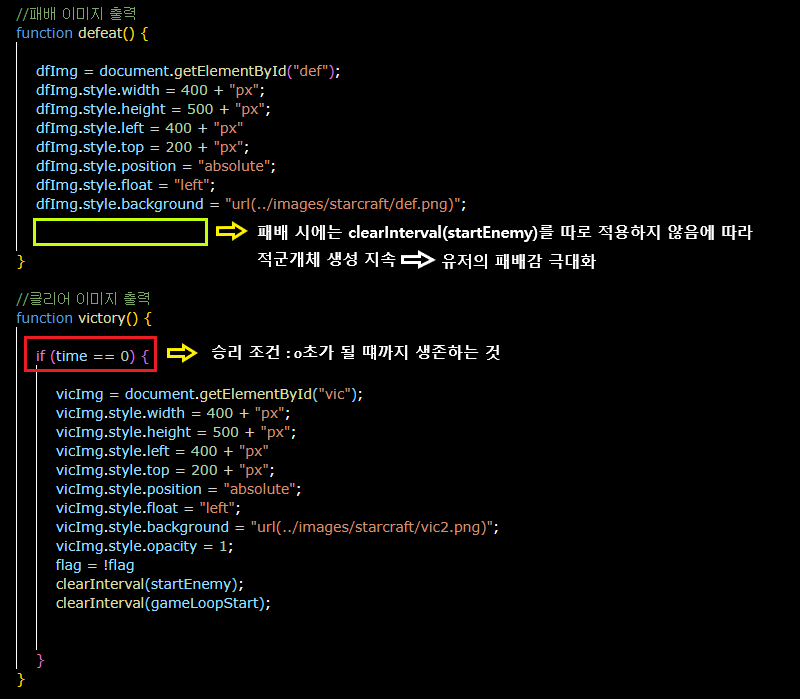 //패배 이미지 출력
function defeat() {
dfImg = document.getElementById("def");
dfImg.style.width = 400 + "px";
dfImg.style.height = 500 + "px";
dfImg.style.left = 400 + "px"
dfImg.style.top = 200 + "px";
dfImg.style.position = "absolute";
dfImg.style.float = "left";
dfImg.style.background = "url(../images/starcraft/def.png)";
패배 시에는 clearInterval(startEnemy)를 따로 적용하지 않음에 따라
적군개체 생성 지속 유저의 패배감 극대화
}
//클리어 이미지 출력
function victory() {
if (time == 0) { 승리 조건 : 0초가 될 때까지 생존하는 것
vicImg = document.getElementById("vic");
vicImg.style.width = 400 + "px";
vicImg.style.height = 500 + "px";
vicImg.style.left = 400 + "px"
vicImg.style.top = 200 + "px";
vicImg.style.position = "absolute";
vicImg.style.float = "left";
vicImg.style.background = "url(../images/starcraft/vic2.png)";
vicImg.style.opacity = 1;
flag = !flag
clearInterval(startEnemy);
clearInterval(gameLoopStart);
}
}